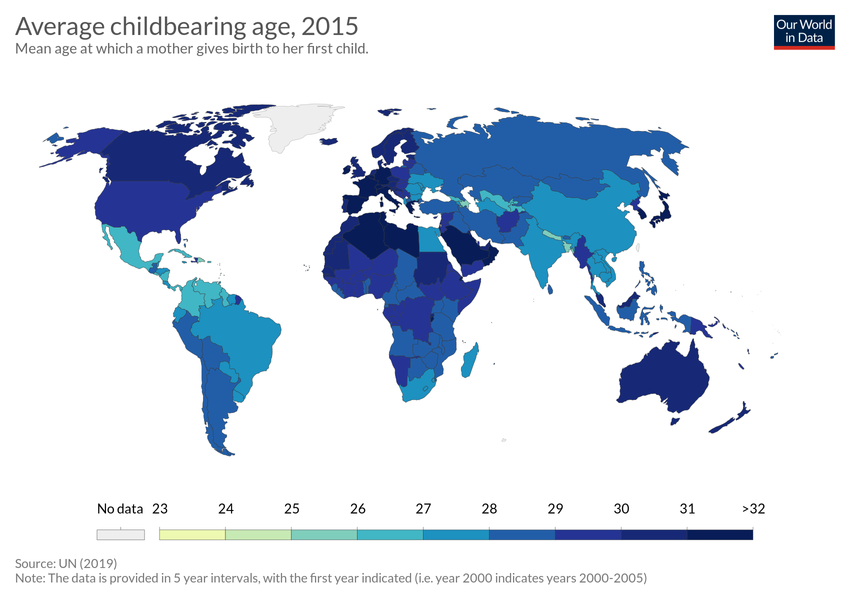 Average childbearing age, 2015
Mean age at which a mother gives birth to her first child.
Our World
in Data
No data 23 24 25 26 27 28 29 30 31 >32
Source: UN (2019)
Note: The data is provided in 5 year intervals, with the first year indicated (i.e. year 2000 indicates years 2000-2005)